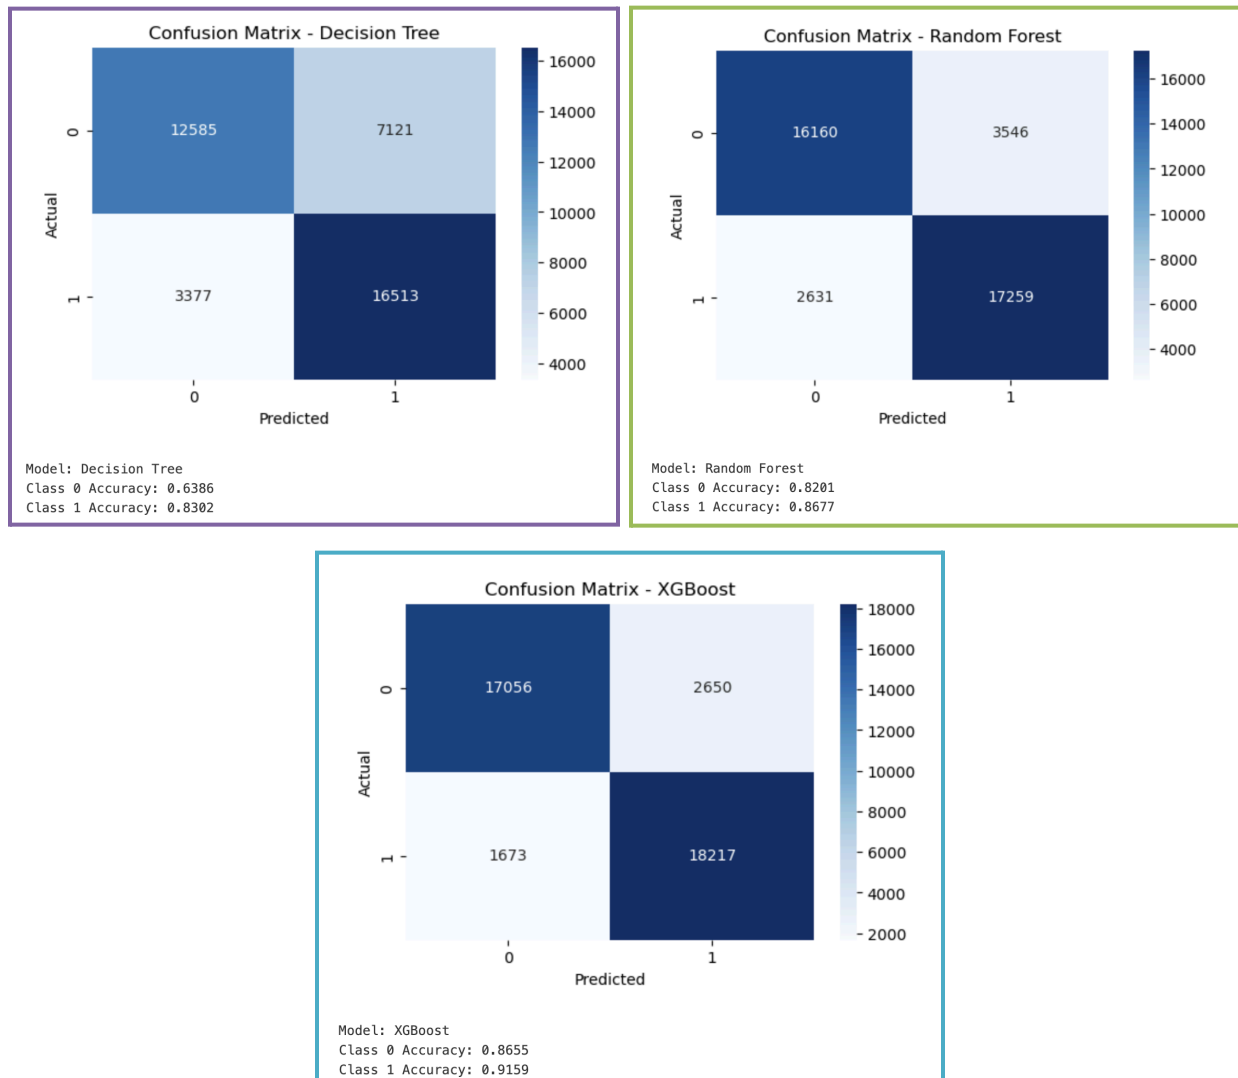 Confusion Matrix - Decision Tree
16000
14000
12000
10000
8000
6000
4000
0
12585
7121
Actual
1
3377
16513
0
1
Predicted
Model: Decision Tree
Class 0 Accuracy: 0.6386
Class 1 Accuracy: 0.8302
Confusion Matrix - Random Forest
16000
14000
12000
10000
8000
6000
4000
0
16160
3546
Actual
1
2631
17259
0
1
Predicted
Model: Random Forest
Class 0 Accuracy: 0.8201
Class 1 Accuracy: 0.8677
Confusion Matrix - XGBoost
18000
16000
14000
12000
10000
8000
6000
4000
2000
0
17056
2650
Actual
1
1673
18217
0
1
Predicted
Model: XGBoost
Class 0 Accuracy: 0.8655
Class 1 Accuracy: 0.9159